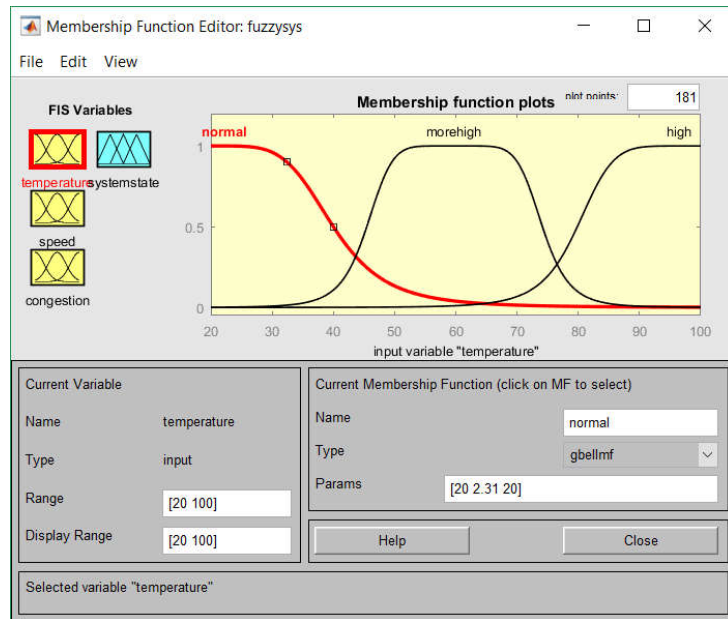 Membership Function Editor: fuzzysys
File Edit View
FIS Variables
temperature
systemstate
speed
congestion
Membership function plots
plot points:
181
normal
morehigh
high
1
0.5
0
20 30 40 50 60 70 80 90 100
input variable "temperature"
Current Variable
Name temperature
Type input
Range [20 100]
Display Range [20 100]
Current Membership Function (click on MF to select)
Name normal
Type gbellmf
Params [20 2.31 20]
Help Close
Selected variable "temperature"